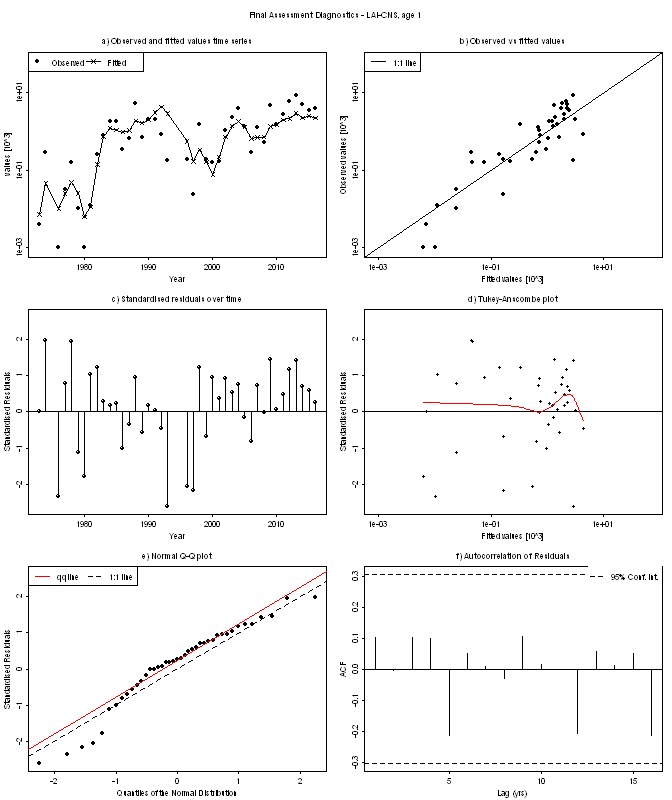 Final Assessment Diagnostics - LAI-CNS, age 1
a) Observed and fitted values time series
Observed Fitted
values [10^3]
1e+01
1e-01
1e-03
1980 1990 2000 2010
Year
b) Observed vs fitted values
1:1 line
Observed values [10^3]
1e+01
1e-01
1e-03
1e-03 1e-01 1e+01
Fitted values [10^3]
c) Standardised residuals over time
Standardised Residuals
2
1
0
-1
-2
1980 1990 2000 2010
Year
d) Tukey-Anscombe plot
Standardised Residuals
2
1
0
-1
-2
1e-03 1e-01 1e+01
Fitted values [10^3]
e) Normal Q-Q plot
qq line 1:1 line
Standardised Residuals
2
1
0
-1
-2
-2 -1 0 1 2
Quantiles of the Normal Distribution
f) Autocorrelation of Residuals
95% Conf. Int.
ACF
0.3
0.2
0.1
0.0
-0.1
-0.2
-0.3
5 10 15
Lag (yrs)